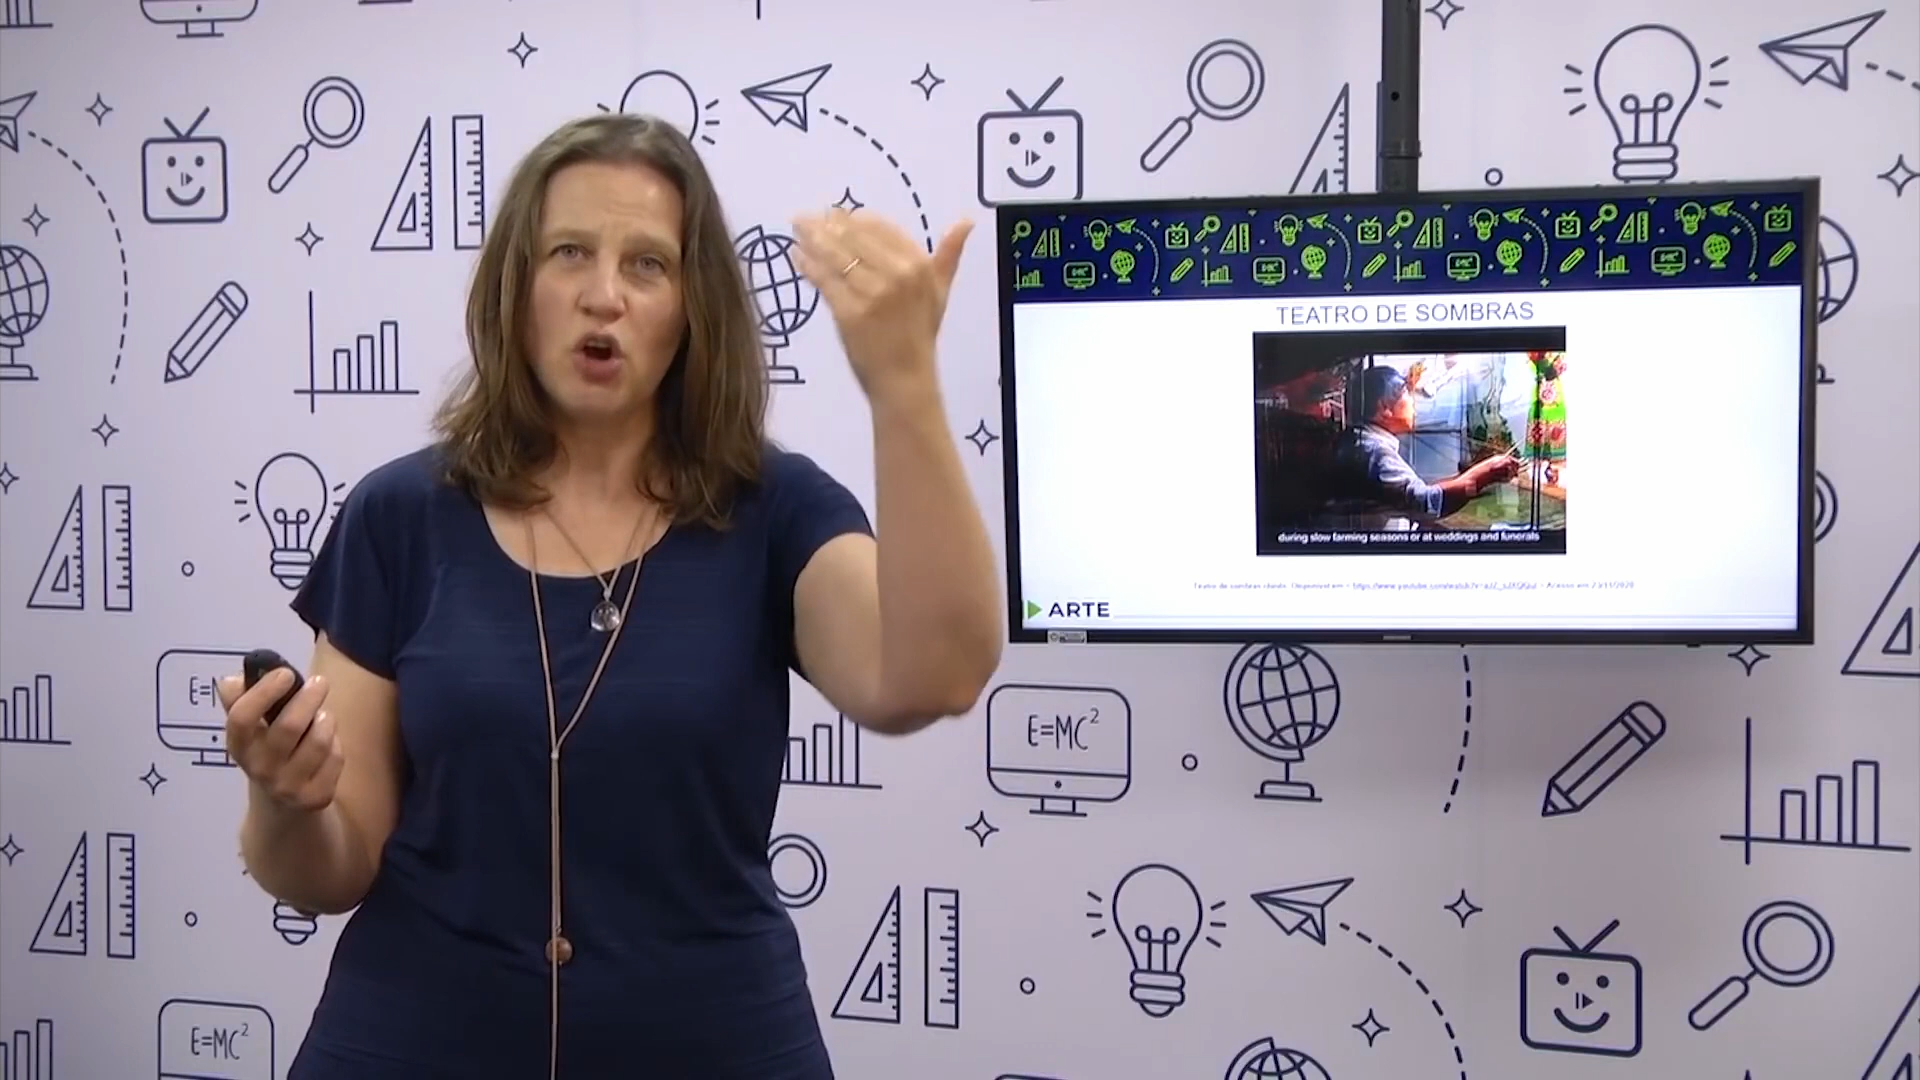 TEATRO DE SOMBRAS
during slow farming seasons or at weddings and funerals
ARTE
E=MC²
E=MC²